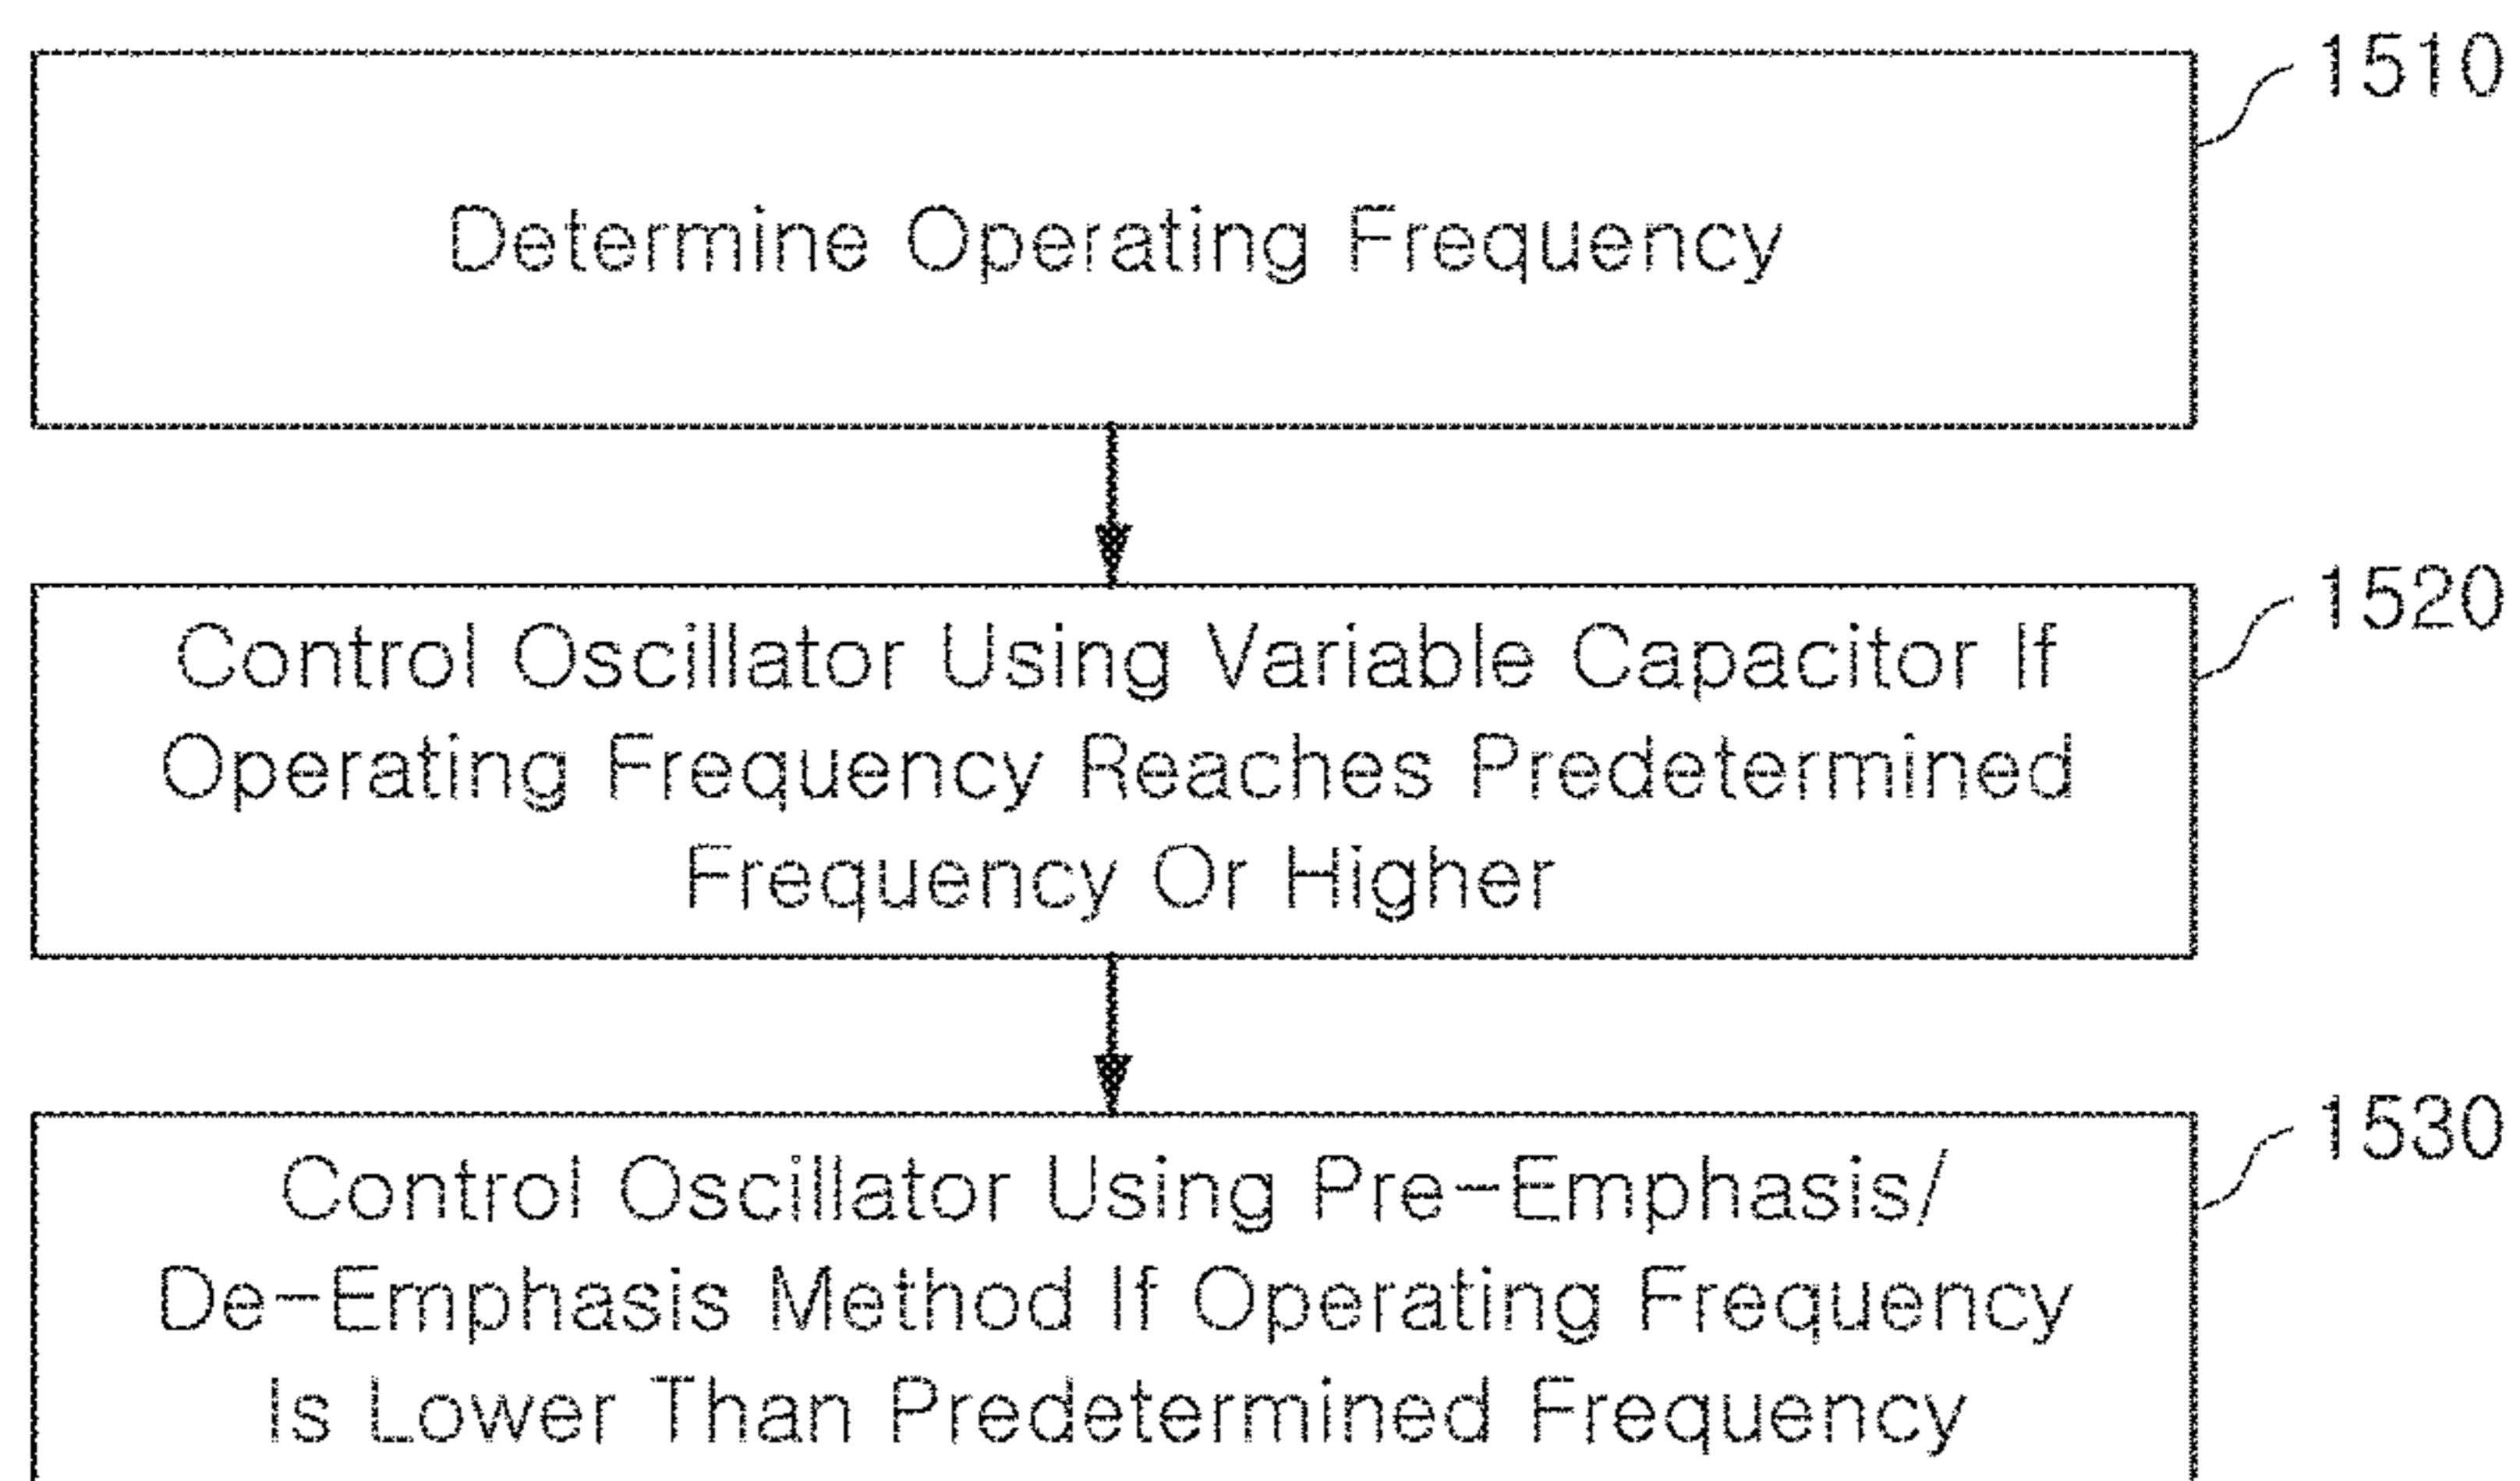 1510
Determine Operating Frequency
1520
Control Oscillator Using Variable Capacitor If
Operating Frequency Reaches Predetermined
Frequency Or Higher
1530
Control Oscillator Using Pre-Emphasis/
De-Emphasis Method If Operating Frequency
Is Lower Than Predetermined Frequency